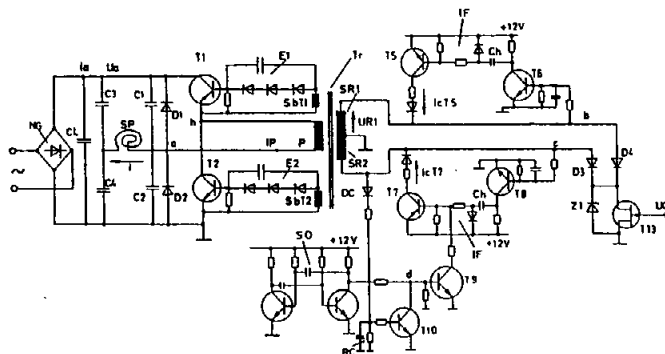 T1
E1
Tr
T5
IF
+12V
Ch
T6
Ia
Ua
C3
C1
D1
SbT1
SR1
UR1
IcT5
b
NG
CL
SP
h
a
IP
P
SR2
~
C4
C2
D2
T2
E2
SbT2
DC
IcT7
T7
Ch
T8
c
D3
D4
Z1
T13
IF
+12V
SO
+12V
d
T9
T10
RC